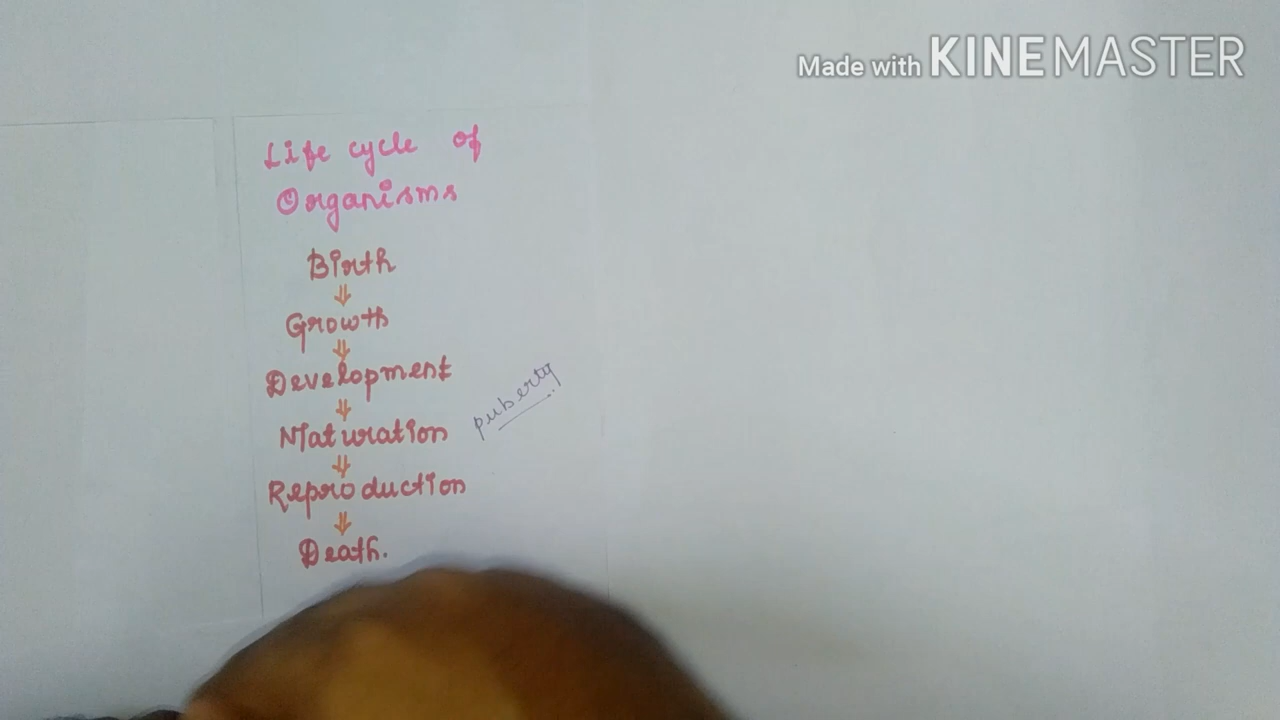 Made with KINEMASTER
Life cycle of
Organisms
Birth
⇓
Growth
⇓
Development
⇓
Maturation
puberty
⇓
Reproduction
⇓
Death.